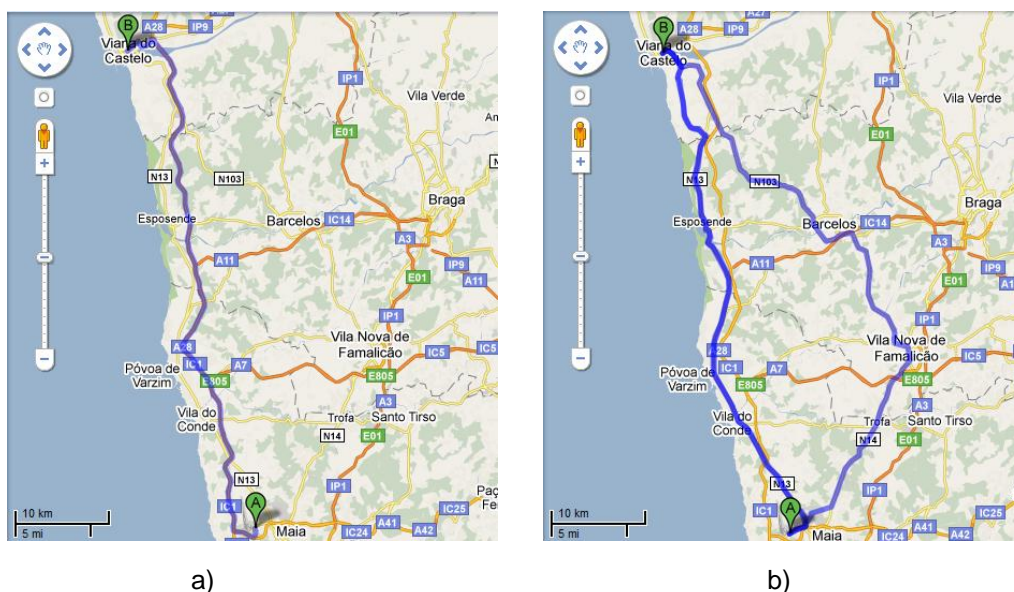 B
A28
IP9
Viana do
Castelo
IP1
Vila Verde
E01
N13
N103
Braga
Esposende
Barcelos
IC14
A3
A11
IP9
E01
A11
IP1
A28
Vila Nova de
Famalicão
IC1
A7
IC5
Póvoa de
Varzim
E805
E805
A3
Vila do
Conde
Trofa
Santo Tirso
N14
E01
N13
IP1
A
IC1
IC25
10 km
5 mi
Maia
IC24
A41
A42
a)
B
A28
IP9
Viana do
Castelo
IP1
Vila Verde
E01
N13
N103
Braga
Esposende
Barcelos
IC14
A3
A11
IP9
E01
IP1
A28
Vila Nova de
Famalicão
IC1
A7
IC5
Póvoa de
Varzim
E805
E805
A3
Vila do
Conde
Trofa
Santo Tirso
N14
E01
N13
IP1
A
IC1
IC25
10 km
5 mi
Maia
IC24
A41
A42
b)